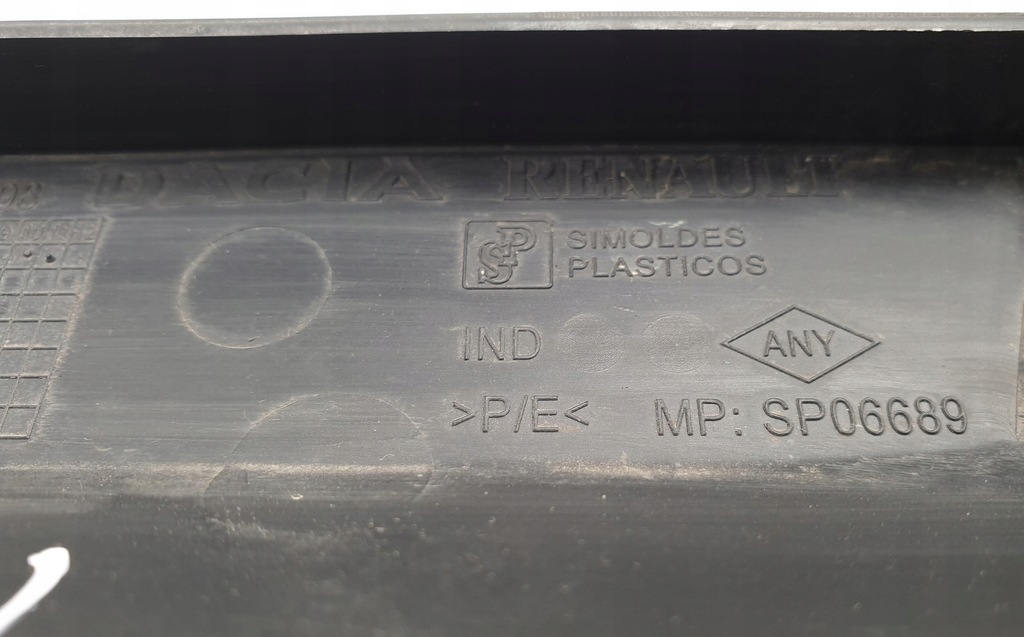 DACIA RENAULT
SP SIMOLDES
PLASTICOS
IND
ANY
>P/E<
MP: SP06689